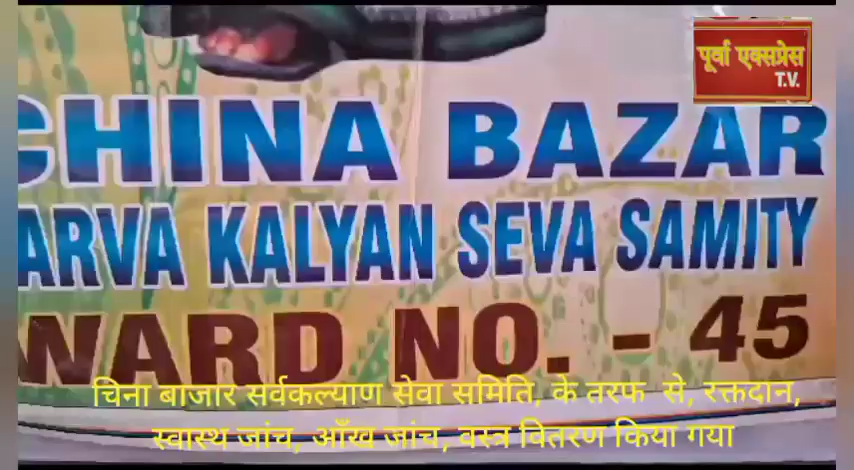 पूर्वा एक्सप्रेस
T.V.
CHINA BAZAR
ARVA KALYAN SEVA SAMITY
WARD NO. - 45
चिना बाजार सर्वकल्याण सेवा समिति, के तरफ से, रक्तदान,
स्वास्थ जांच, आँख जांच, वस्त्र वितरण किया गया